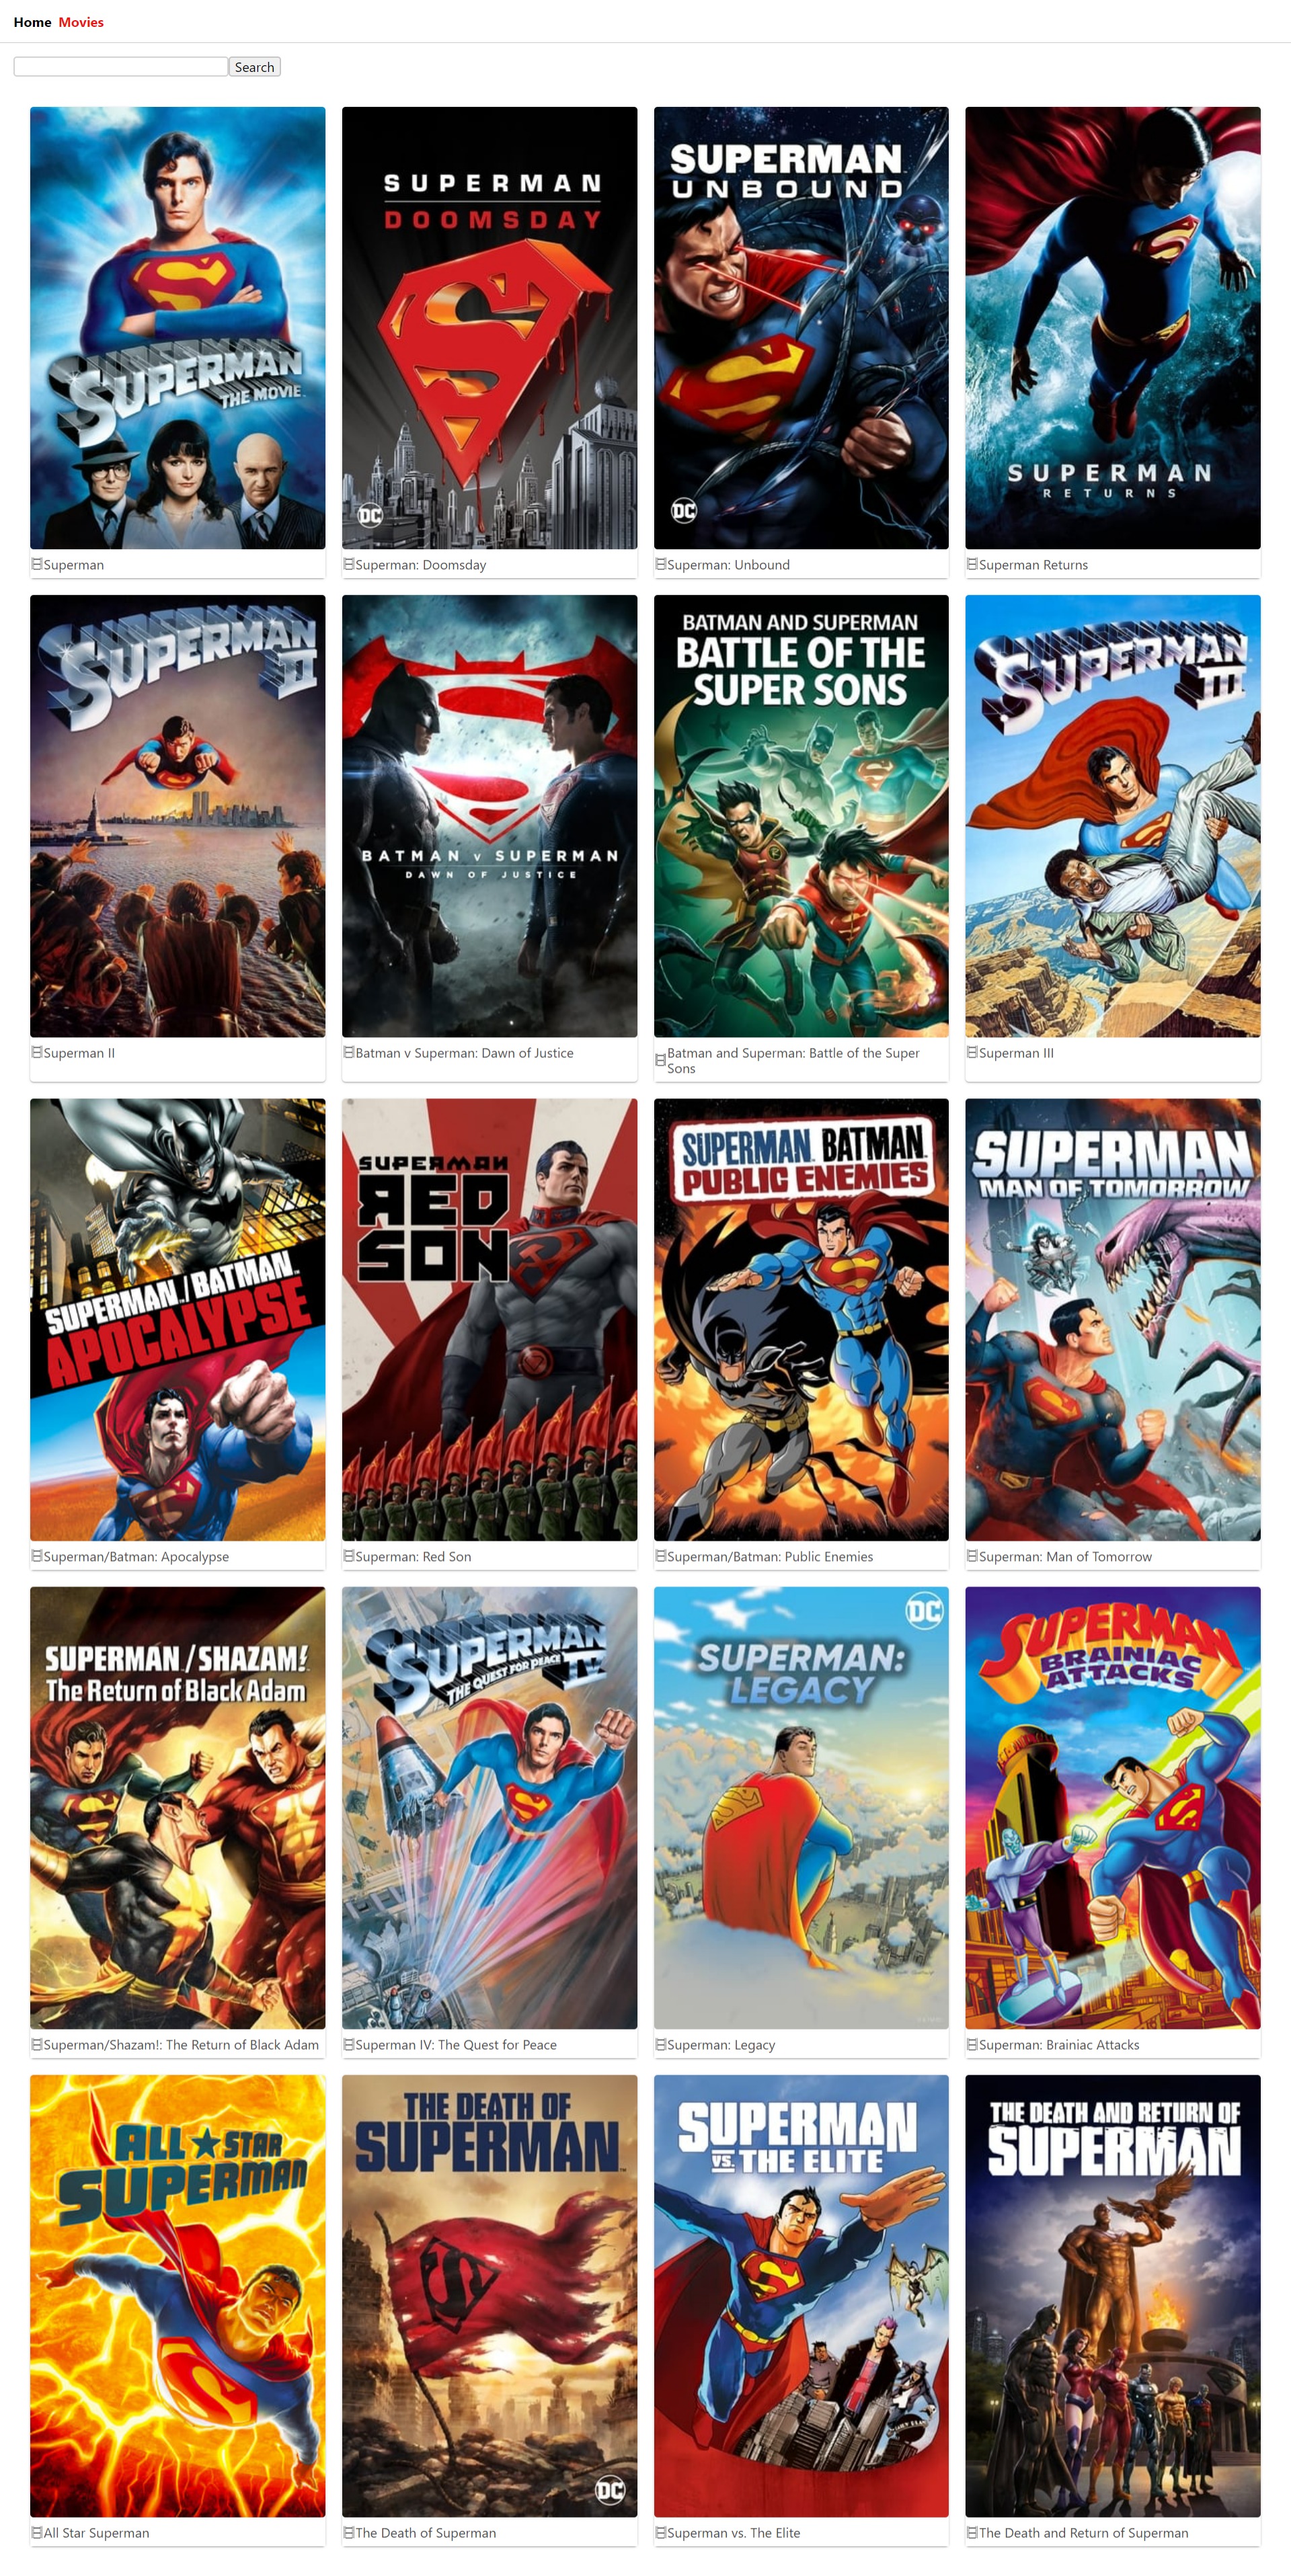 Home Movies
Search
SUPERMAN
THE MOVIE
Superman
SUPERMAN
DOOMSDAY
DC
Superman: Doomsday
SUPERMAN
UNBOUND
DC
Superman: Unbound
SUPERMAN
RETURNS
Superman Returns
SUPERMAN
II
Superman II
BATMAN v SUPERMAN
DAWN OF JUSTICE
Batman v Superman: Dawn of Justice
BATMAN AND SUPERMAN
BATTLE OF THE
SUPER SONS
Batman and Superman: Battle of the Super
Sons
SUPERMAN
III
Superman III
SUPERMAN/BATMAN
APOCALYPSE
Superman/Batman: Apocalypse
SUPERMAN
RED
SON
Superman: Red Son
SUPERMAN BATMAN
PUBLIC ENEMIES
Superman/Batman: Public Enemies
SUPERMAN
MAN OF TOMORROW
Superman: Man of Tomorrow
SUPERMAN/SHAZAM!
The Return of Black Adam
Superman/Shazam!: The Return of Black Adam
SUPERMAN
THE QUEST FOR PEACE
IV
Superman IV: The Quest for Peace
DC
SUPERMAN:
LEGACY
Superman: Legacy
SUPERMAN
BRAINIAC
ATTACKS
Superman: Brainiac Attacks
ALL★STAR
SUPERMAN
All Star Superman
THE DEATH OF
SUPERMAN™
DC
The Death of Superman
SUPERMAN
VS. THE ELITE
Superman vs. The Elite
THE DEATH AND RETURN OF
SUPERMAN
The Death and Return of Superman